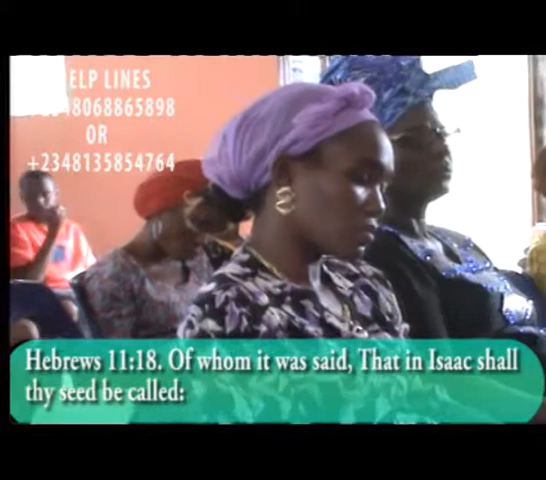 ELP LINES
8068865898
OR
+2348135854764
Hebrews 11:18. Of whom it was said, That in Isaac shall
thy seed be called: